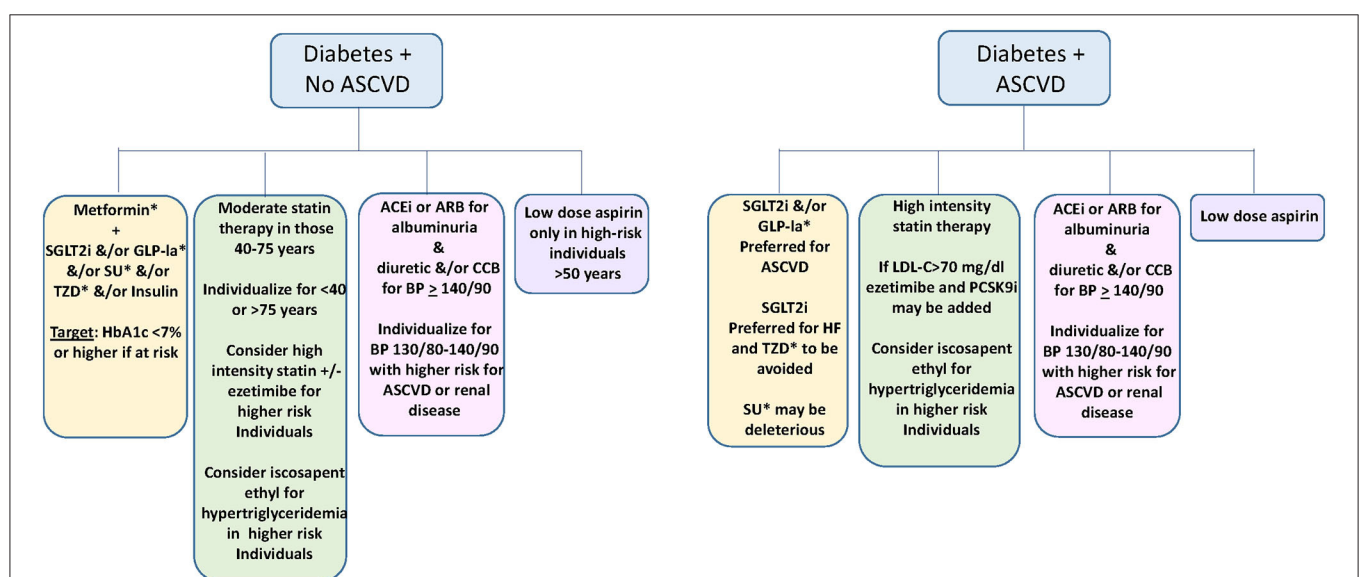 Diabetes +
No ASCVD
Metformin*
+
SGLT2i &/or GLP-la*
&/or SU* &/or
TZD* &/or Insulin
Target: HbA1c <7%
or higher if at risk
Moderate statin
therapy in those
40-75 years
Individualize for <40
or >75 years
Consider high
intensity statin +/-
ezetimibe for
higher risk
Individuals
Consider iscosapent
ethyl for
hypertriglyceridemia
in higher risk
Individuals
ACEi or ARB for
albuminuria
&
diuretic &/or CCB
for BP ≥ 140/90
Individualize for
BP 130/80-140/90
with higher risk for
ASCVD or renal
disease
Low dose aspirin
only in high-risk
individuals
>50 years
Diabetes +
ASCVD
SGLT2i &/or
GLP-la*
Preferred for
ASCVD
SGLT2i
Preferred for HF
and TZD* to be
avoided
SU* may be
deleterious
High intensity
statin therapy
If LDL-C>70 mg/dl
ezetimibe and PCSK9i
may be added
Consider iscosapent
ethyl for
hypertriglyceridemia
in higher risk
Individuals
ACEi or ARB for
albuminuria
&
diuretic &/or CCB
for BP ≥ 140/90
Individualize for
BP 130/80-140/90
with higher risk for
ASCVD or renal
disease
Low dose aspirin